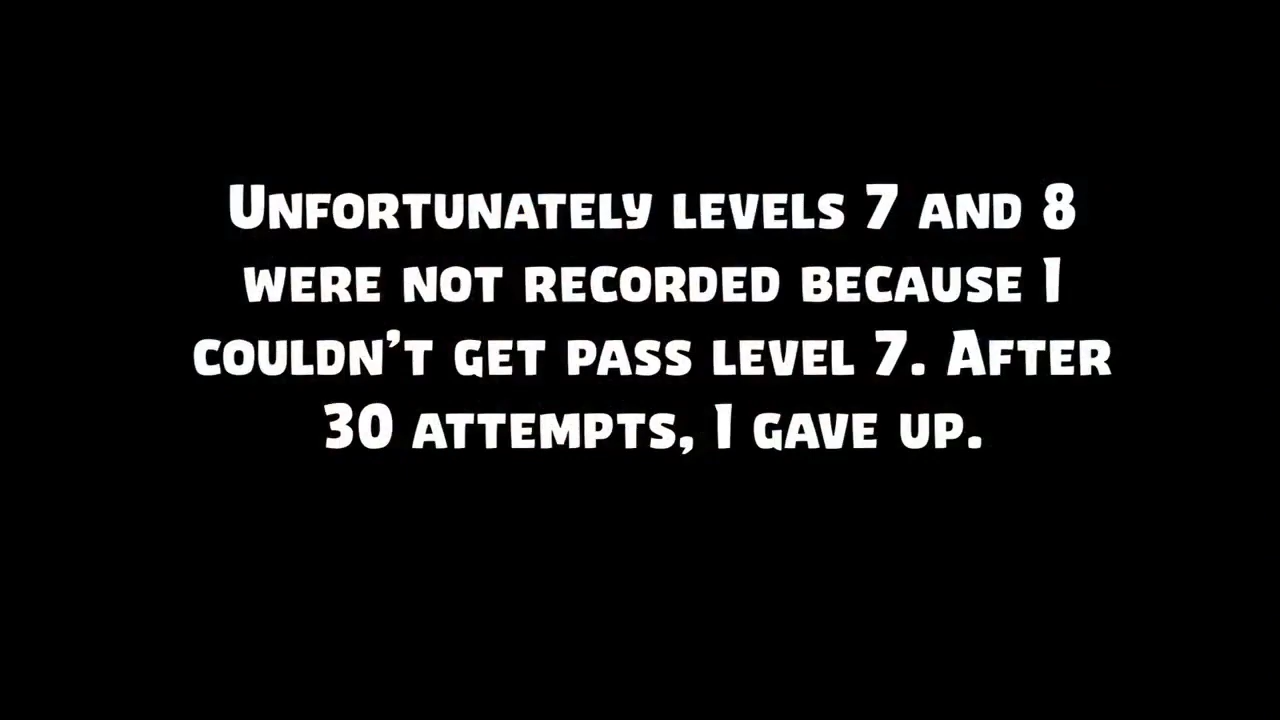 Unfortunately levels 7 and 8
were not recorded because I
couldn't get pass level 7. After
30 attempts, I gave up.